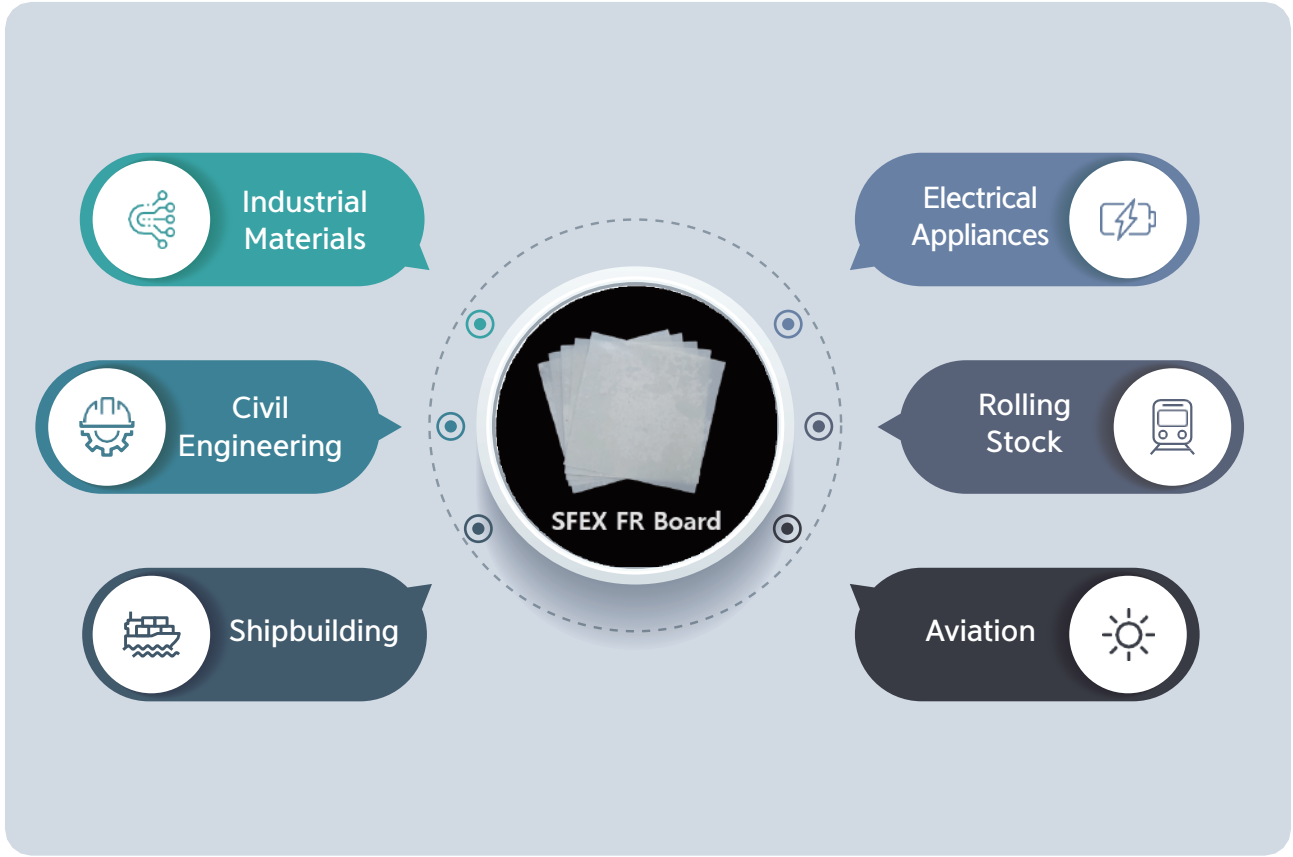 Industrial
Materials
Civil
Engineering
Shipbuilding
SFEX FR Board
Electrical
Appliances
Rolling
Stock
Aviation